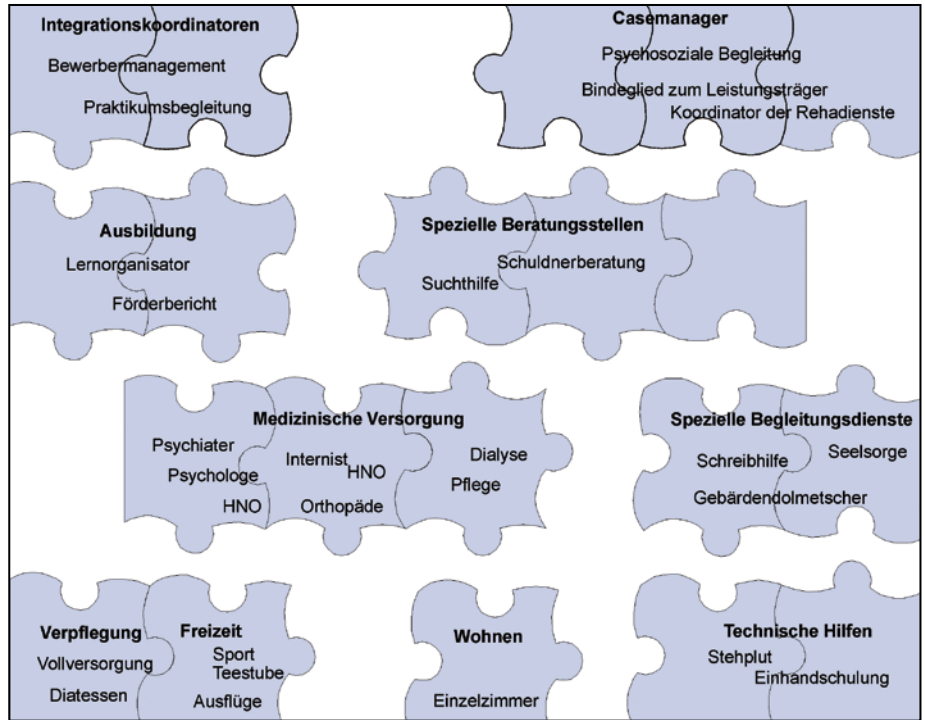 Integrationskoordinatoren
Bewerbermanagement
Praktikumsbegleitung
Casemanager
Psychosoziale Begleitung
Bindeglied zum Leistungsträger
Koordinator der Rehadienste
Ausbildung
Lernorganisator
Förderbericht
Spezielle Beratungsstellen
Schuldnerberatung
Suchthilfe
Medizinische Versorgung
Psychiater
Psychologe
HNO
Internist
HNO
Orthopäde
Dialyse
Pflege
Spezielle Begleitungsdienste
Seelsorge
Schreibhilfe
Gebärdendolmetscher
Verpflegung
Vollversorgung
Diatessen
Freizeit
Sport
Teestube
Ausflüge
Wohnen
Einzelzimmer
Technische Hilfen
Stehplut
Einhandschulung